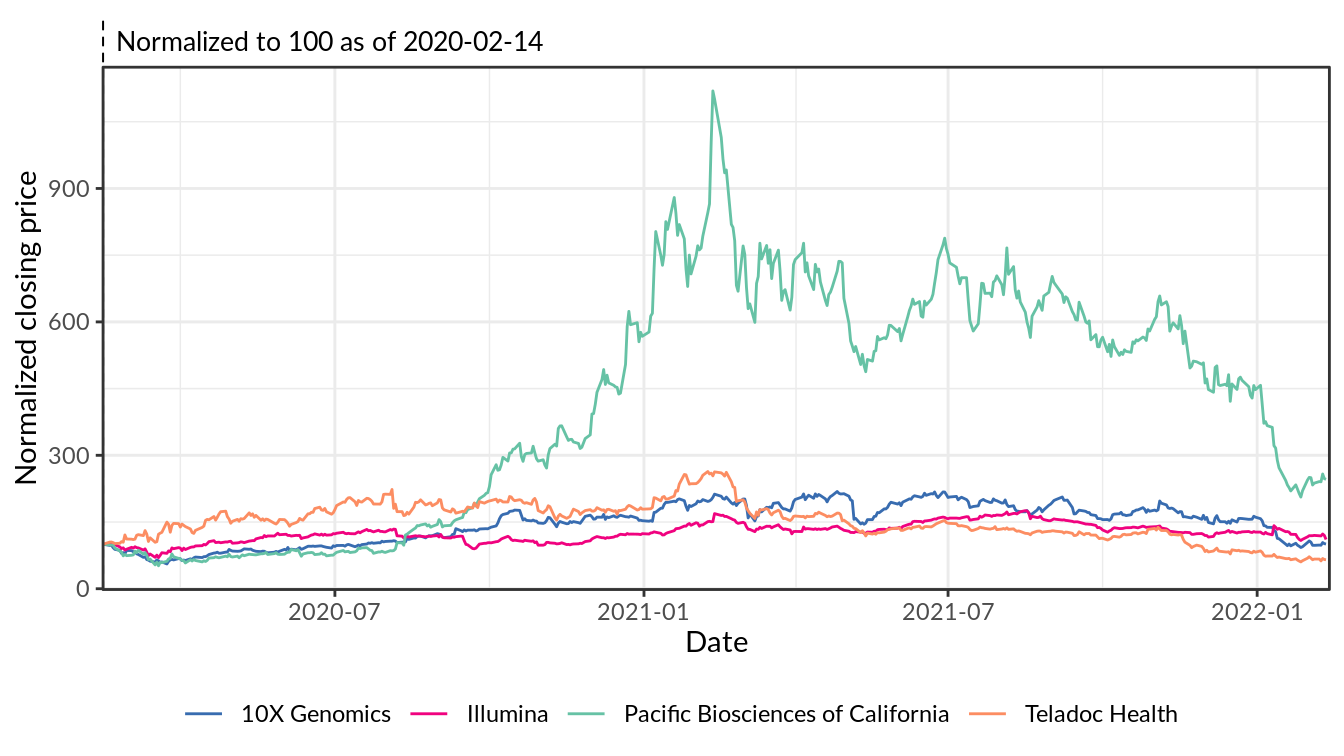 Normalized to 100 as of 2020-02-14
Normalized closing price
900
600
300
0
2020-07
2021-01
2021-07
2022-01
Date
10X Genomics
Illumina
Pacific Biosciences of California
Teladoc Health